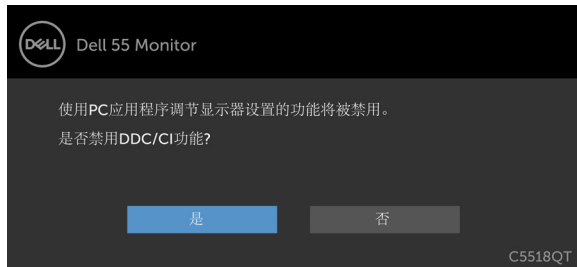 DELL Dell 55 Monitor
使用PC应用程序调节显示器设置的功能将被禁用。
是否禁用DDC/CI功能?
是 否
C5518QT